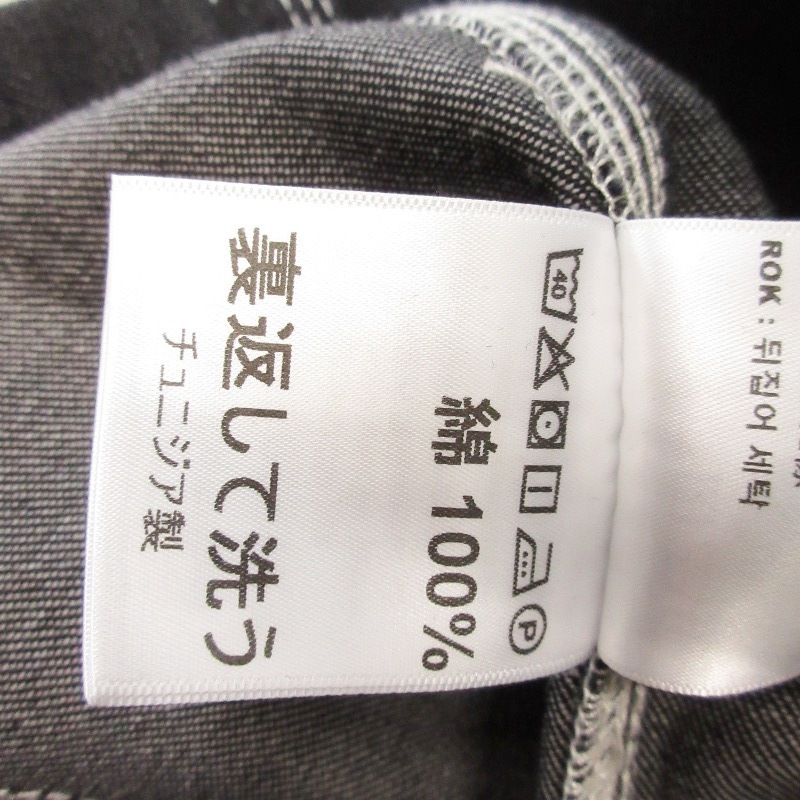 40
P
綿 100%
裏返して洗う
チュニジア製
ROK : 뒤집어 세탁